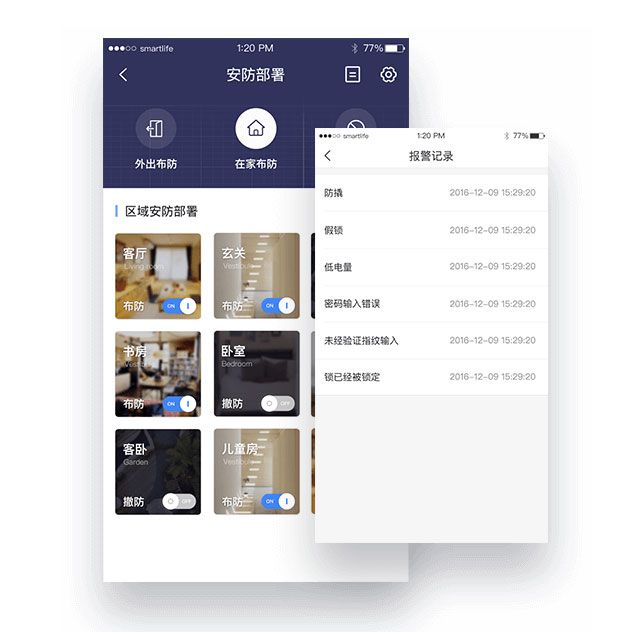 smartlife
1:20 PM
77%
安防部署
外出布防
在家布防
区域安防部署
客厅
Living room
布防
ON
玄关
Vestibule
布防
ON
书房
Vestibule
布防
ON
卧室
Bedroom
撤防
OFF
客卧
Garden
撤防
OFF
儿童房
Vestibule
布防
ON
smartlife
1:20 PM
77%
报警记录
防撬
2016-12-09 15:29:20
假锁
2016-12-09 15:29:20
低电量
2016-12-09 15:29:20
密码输入错误
2016-12-09 15:29:20
未经验证指纹输入
2016-12-09 15:29:20
锁已经被锁定
2016-12-09 15:29:20